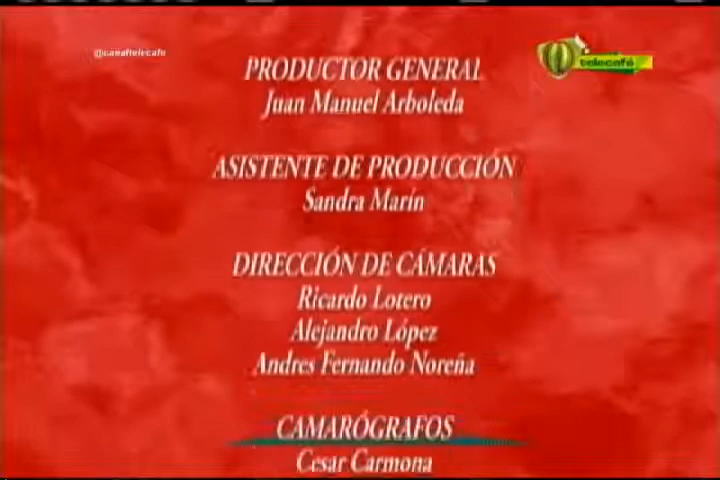 @canaltelecafe
telecafé
PRODUCTOR GENERAL
Juan Manuel Arboleda
ASISTENTE DE PRODUCCIÓN
Sandra Marín
DIRECCIÓN DE CÁMARAS
Ricardo Lotero
Alejandro López
Andres Fernando Noreña
CAMARÓGRAFOS
Cesar Carmona